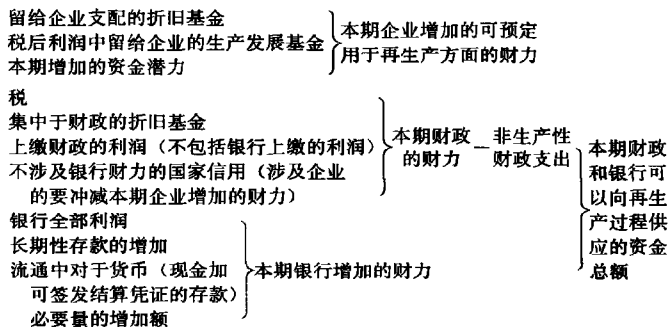 留给企业支配的折旧基金
税后利润中留给企业的生产发展基金
本期增加的资金潜力
本期企业增加的可预定
用于再生产方面的财力
税
集中于财政的折旧基金
上缴财政的利润（不包括银行上缴的利润）
不涉及银行财力的国家信用（涉及企业
的要冲减本期企业增加的财力）
本期财政
的财力
—
非生产性
财政支出
银行全部利润
长期性存款的增加
流通中对于货币（现金加
可签发结算凭证的存款）
必要量的增加额
本期银行增加的财力
本期财政
和银行可
以向再生
产过程供
应的资金
总额